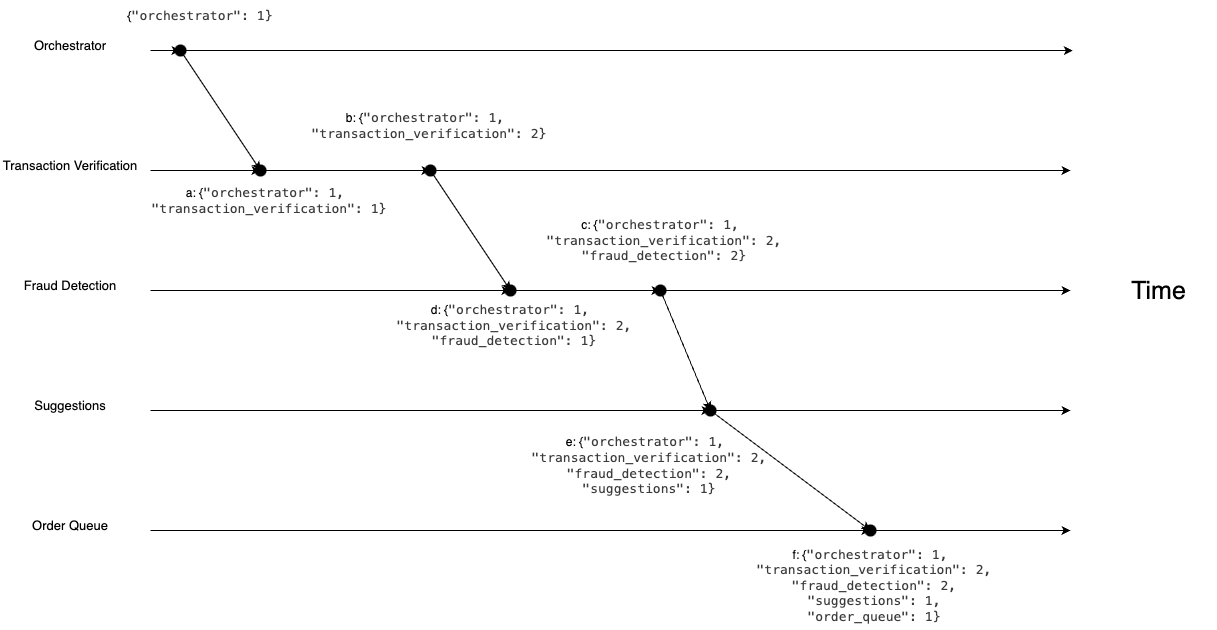 {"orchestrator": 1}
Orchestrator
b: {"orchestrator": 1,
"transaction_verification": 2}
Transaction Verification
a: {"orchestrator": 1,
"transaction_verification": 1}
c: {"orchestrator": 1,
"transaction_verification": 2,
"fraud_detection": 2}
Fraud Detection
Time
d: {"orchestrator": 1,
"transaction_verification": 2,
"fraud_detection": 1}
Suggestions
e: {"orchestrator": 1,
"transaction_verification": 2,
"fraud_detection": 2,
"suggestions": 1}
Order Queue
f: {"orchestrator": 1,
"transaction_verification": 2,
"fraud_detection": 2,
"suggestions": 1,
"order_queue": 1}